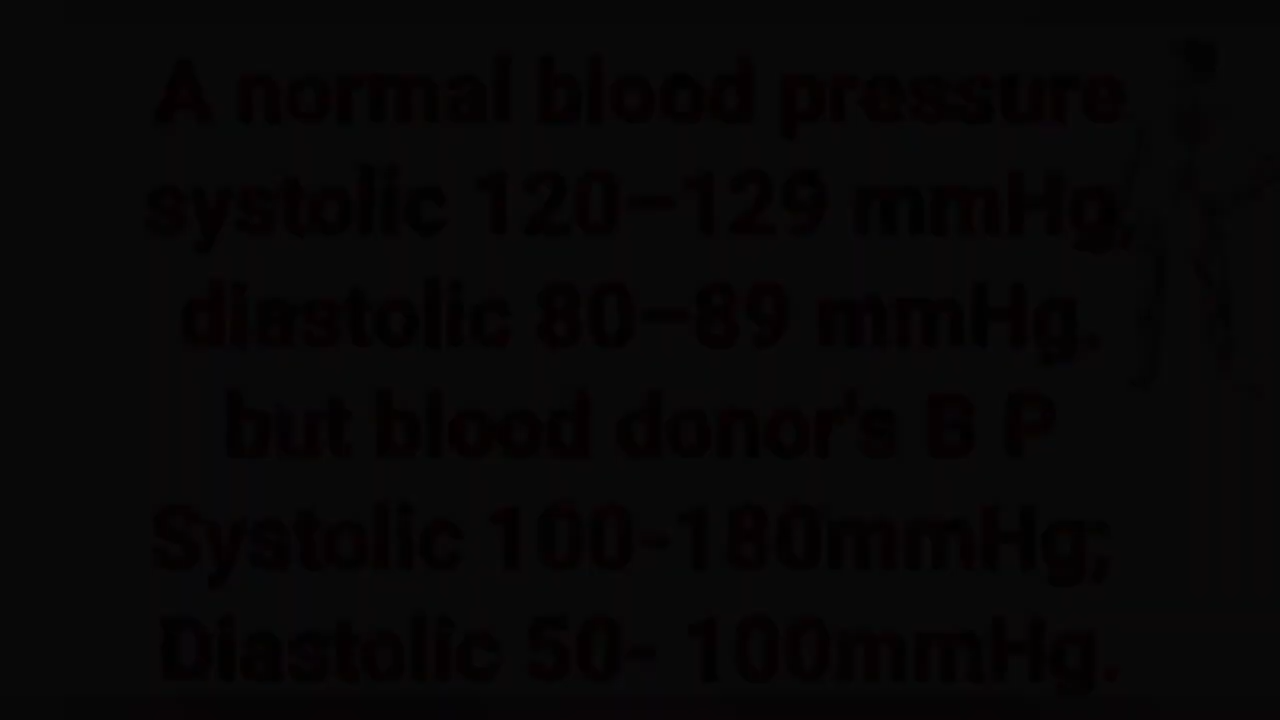 A normal blood pressure
systolic 120–129 mmHg,
diastolic 80–89 mmHg.
but blood donor's B P
Systolic 100-180mmHg;
Diastolic 50- 100mmHg.